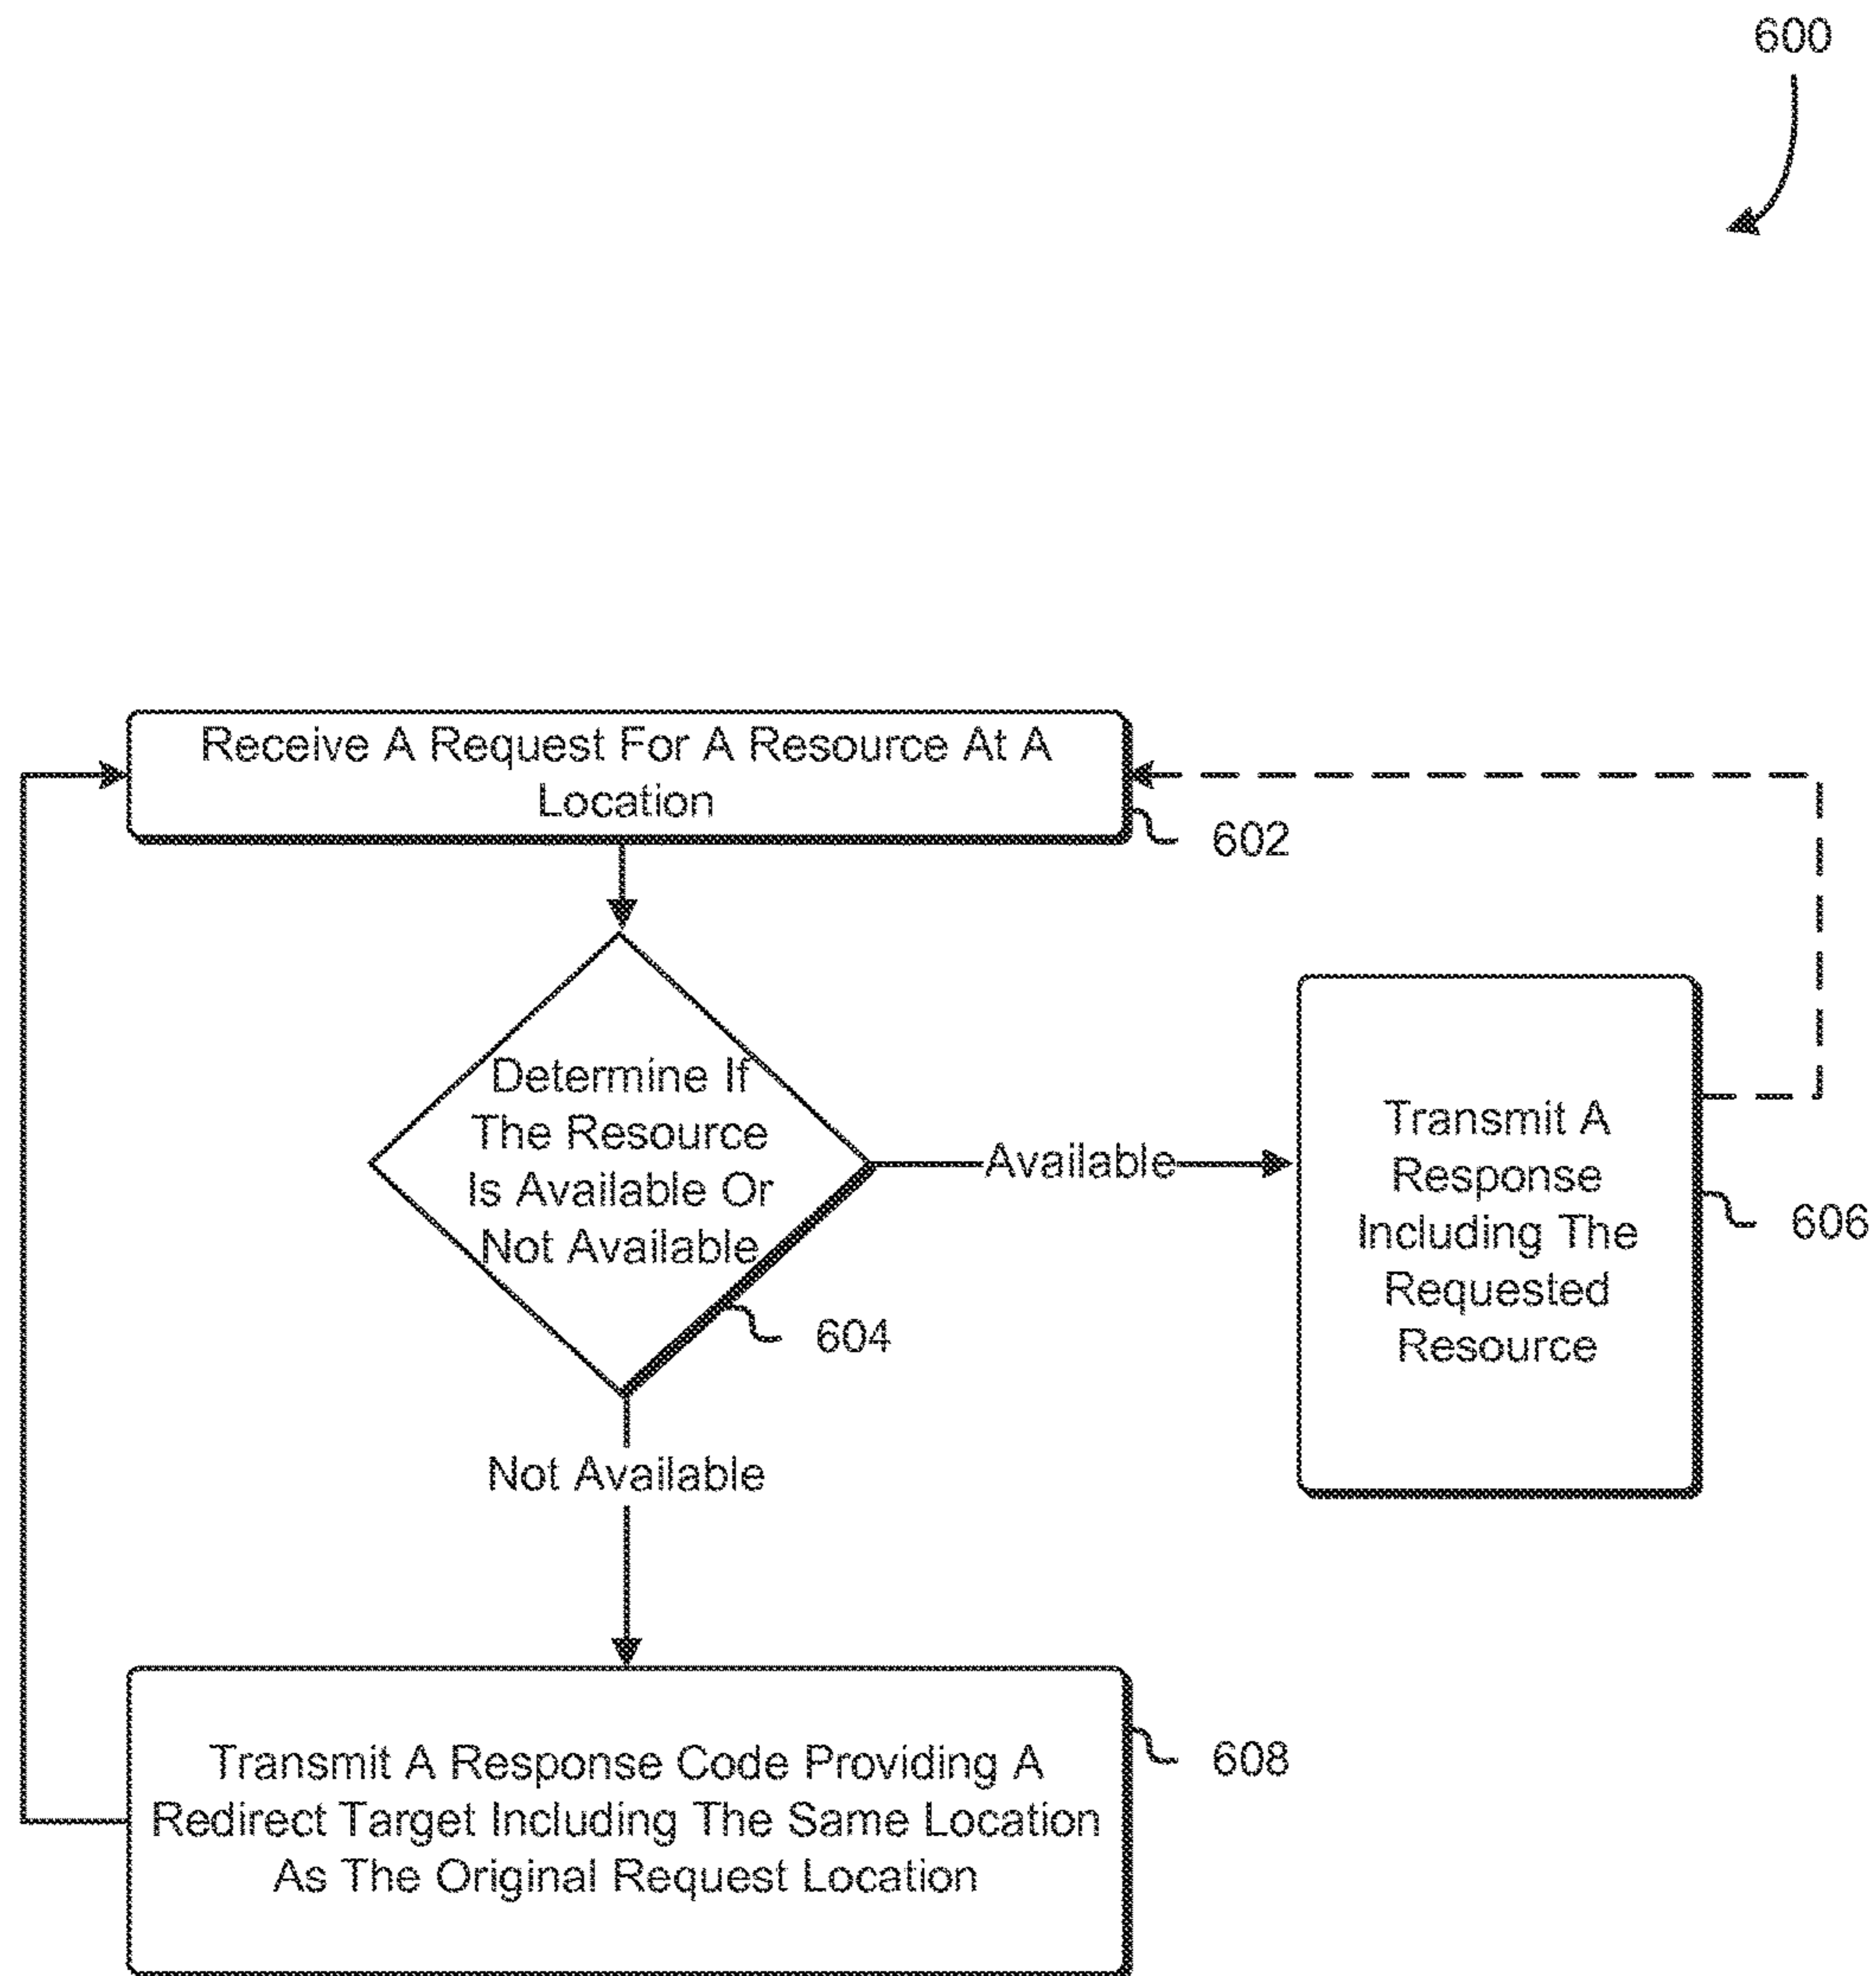 600
Receive A Request For A Resource At A
Location
602
Determine If
The Resource
Is Available Or
Not Available
604
Available
Transmit A
Response
Including The
Requested
Resource
606
Not Available
Transmit A Response Code Providing A
Redirect Target Including The Same Location
As The Original Request Location
608